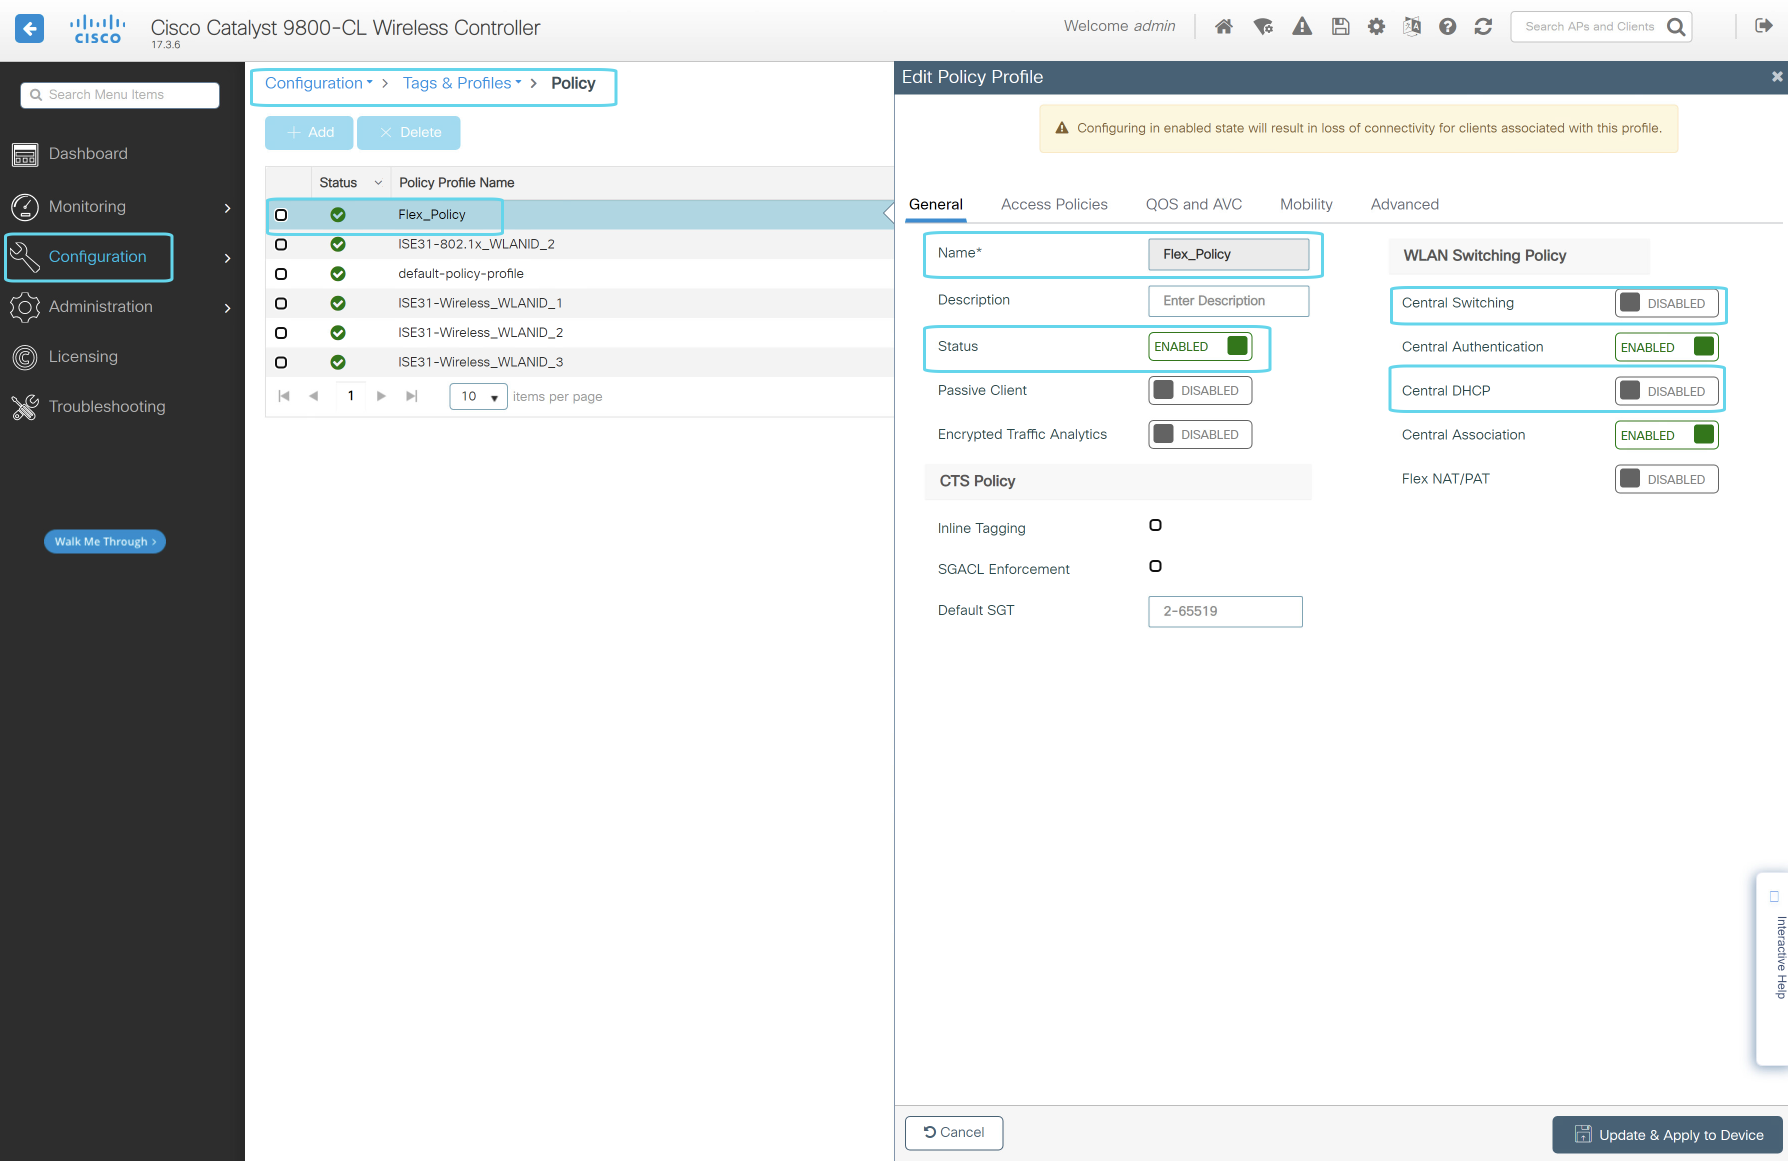 CISCO
Cisco Catalyst 9800-CL Wireless Controller
17.3.6
Welcome admin
Search APs and Clients
Search Menu Items
Dashboard
Monitoring
Configuration
Administration
Licensing
Troubleshooting
Walk Me Through >
Configuration > Tags & Profiles > Policy
+ Add
× Delete
Status Policy Profile Name
Flex_Policy
ISE31-802.1x_WLANID_2
default-policy-profile
ISE31-Wireless_WLANID_1
ISE31-Wireless_WLANID_2
ISE31-Wireless_WLANID_3
1 10 items per page
Edit Policy Profile
Configuring in enabled state will result in loss of connectivity for clients associated with this profile.
General Access Policies QOS and AVC Mobility Advanced
Name* Flex_Policy
Description Enter Description
Status ENABLED
Passive Client DISABLED
Encrypted Traffic Analytics DISABLED
CTS Policy
Inline Tagging
SGACL Enforcement
Default SGT 2-65519
WLAN Switching Policy
Central Switching DISABLED
Central Authentication ENABLED
Central DHCP DISABLED
Central Association ENABLED
Flex NAT/PAT DISABLED
Interactive Help
Cancel
Update & Apply to Device